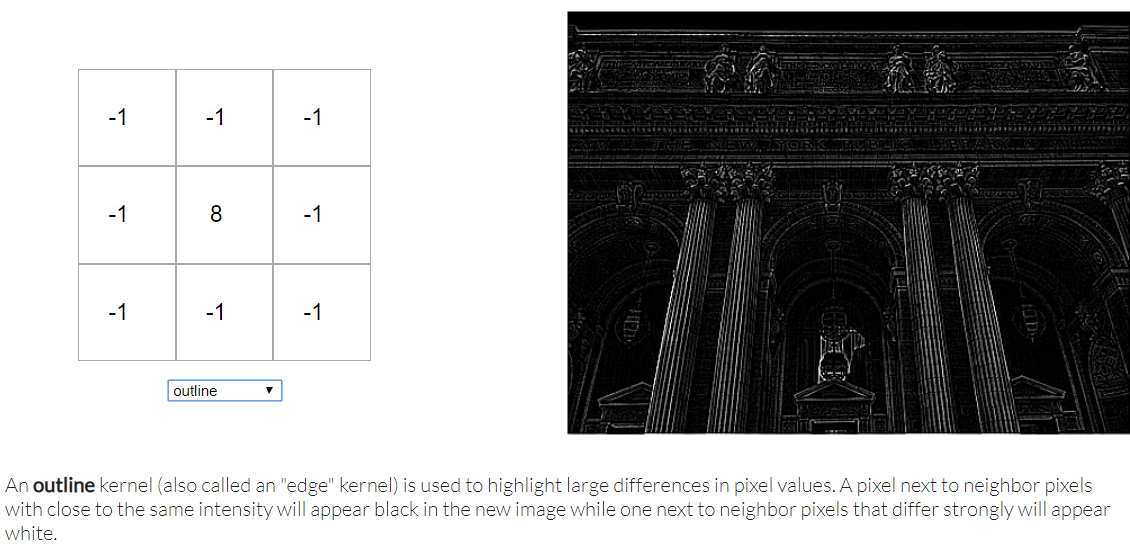 -1 -1 -1
-1 8 -1
-1 -1 -1
outline
THE NEW YORK PUBLIC LIBRARY
An outline kernel (also called an "edge" kernel) is used to highlight large differences in pixel values. A pixel next to neighbor pixels
with close to the same intensity will appear black in the new image while one next to neighbor pixels that differ strongly will appear
white.